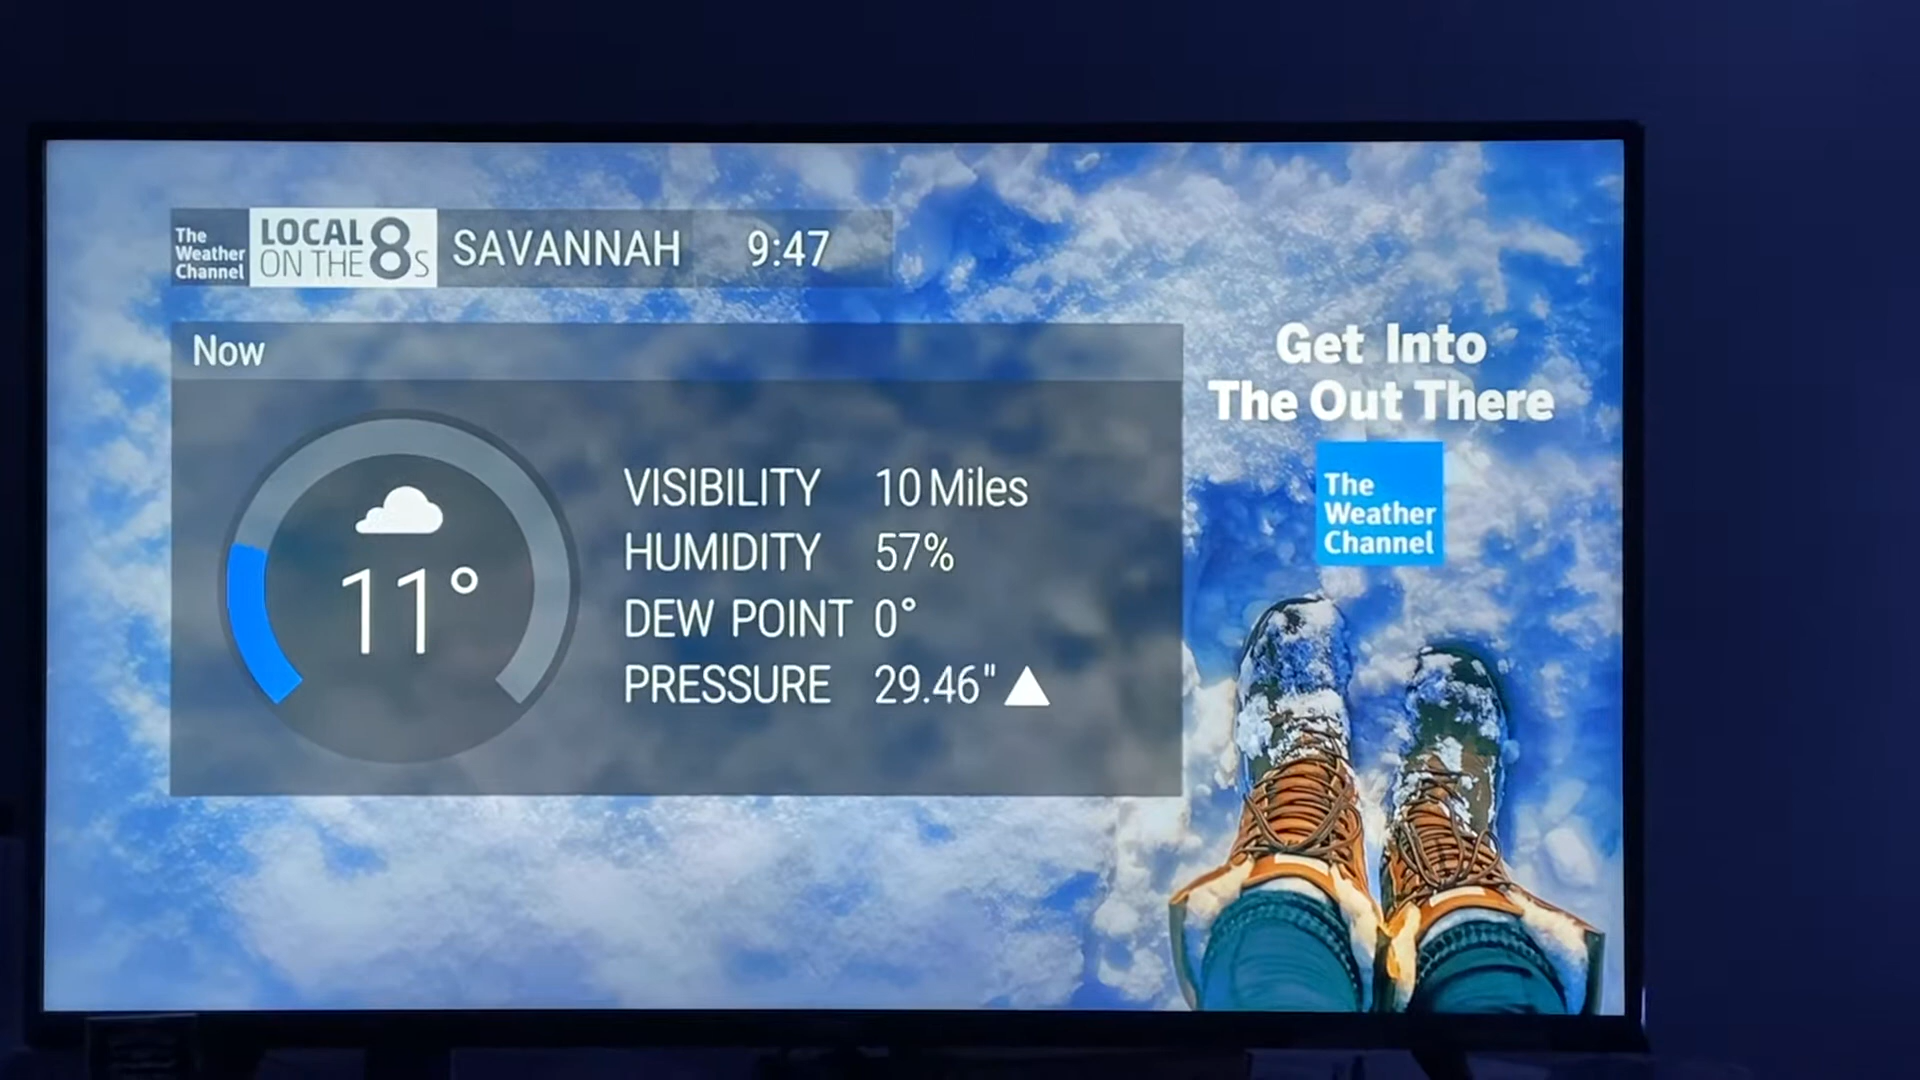 The
Weather
Channel
LOCAL
ON THE 8s
SAVANNAH
9:47
Now
11°
VISIBILITY 10 Miles
HUMIDITY 57%
DEW POINT 0°
PRESSURE 29.46"
Get Into
The Out There
The
Weather
Channel